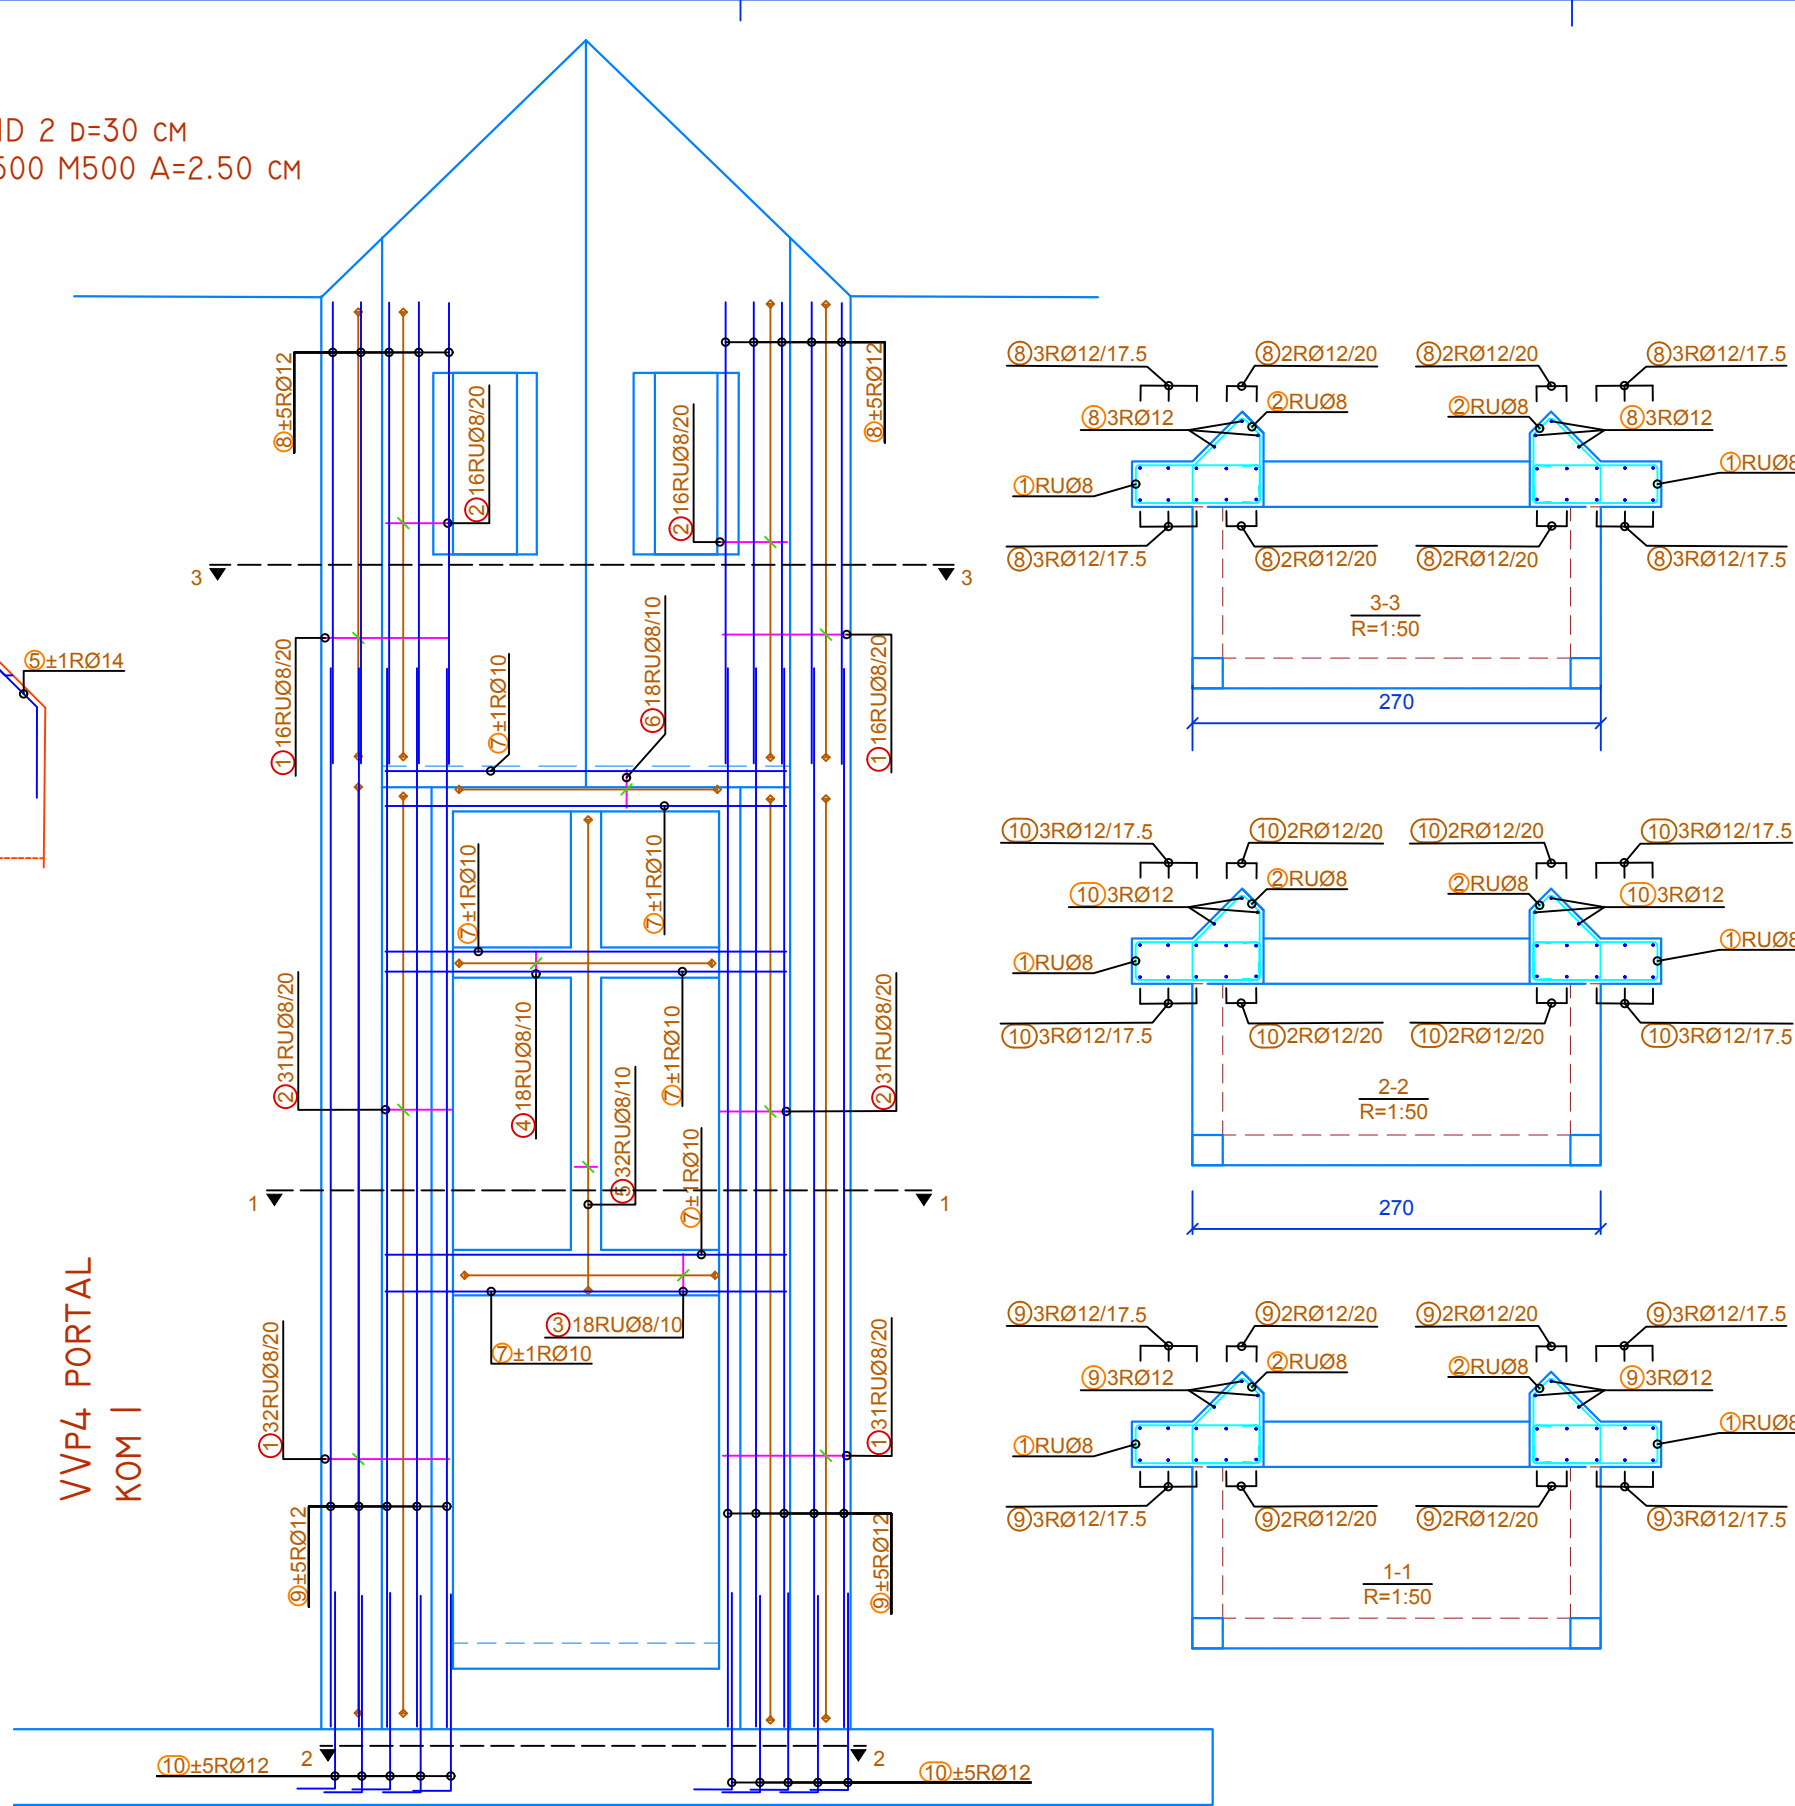 ID 2 D=30 CM
500 M500 A=2.50 CM
⑤±1RØ14
⑧±5RØ12
②16RUØ8/20
②16RUØ8/20
⑧±5RØ12
3
3
①16RUØ8/20
⑦±1RØ10
⑥18RUØ8/10
①16RUØ8/20
⑦±1RØ10
⑦±1RØ10
②31RUØ8/20
④18RUØ8/10
⑤32RUØ8/10
⑦±1RØ10
②31RUØ8/20
⑦±1RØ10
1
1
③18RUØ8/10
⑦±1RØ10
①32RUØ8/20
①31RUØ8/20
⑨±5RØ12
⑨±5RØ12
VVP4 PORTAL
KOM I
2
2
⑩±5RØ12
⑩±5RØ12
⑧3RØ12/17.5
⑧2RØ12/20
⑧2RØ12/20
⑧3RØ12/17.5
⑧3RØ12
②RUØ8
②RUØ8
⑧3RØ12
①RUØ8
①RUØ8
⑧3RØ12/17.5
⑧2RØ12/20
⑧2RØ12/20
⑧3RØ12/17.5
3-3
R=1:50
270
⑩3RØ12/17.5
⑩2RØ12/20
⑩2RØ12/20
⑩3RØ12/17.5
⑩3RØ12
②RUØ8
②RUØ8
⑩3RØ12
①RUØ8
①RUØ8
⑩3RØ12/17.5
⑩2RØ12/20
⑩2RØ12/20
⑩3RØ12/17.5
2-2
R=1:50
270
⑨3RØ12/17.5
⑨2RØ12/20
⑨2RØ12/20
⑨3RØ12/17.5
⑨3RØ12
②RUØ8
②RUØ8
⑨3RØ12
①RUØ8
①RUØ8
⑨3RØ12/17.5
⑨2RØ12/20
⑨2RØ12/20
⑨3RØ12/17.5
1-1
R=1:50